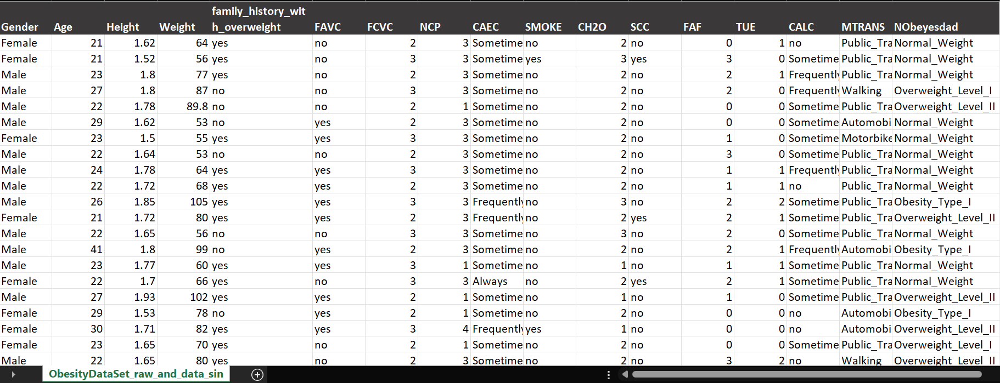 family_history_wit
Gender Age Height Weight h_overweight FAVC FCVC NCP CAEC SMOKE CH2O SCC FAF TUE CALC MTRANS NObeyesdad
Female 21 1.62 64 yes no 2 3 Sometime no 2 no 0 1 no Public_Tra Normal_Weight
Female 21 1.52 56 yes no 3 3 Sometime yes 3 yes 3 0 Sometime Public_Tra Normal_Weight
Male 23 1.8 77 yes no 2 3 Sometime no 2 no 2 1 Frequently Public_Tra Normal_Weight
Male 27 1.8 87 no no 3 3 Sometime no 2 no 2 0 Frequently Walking Overweight_Level_I
Male 22 1.78 89.8 no no 2 1 Sometime no 2 no 0 0 Sometime Public_Tra Overweight_Level_II
Male 29 1.62 53 no yes 2 3 Sometime no 2 no 0 0 Sometime Automobi Normal_Weight
Female 23 1.5 55 yes yes 3 3 Sometime no 2 no 1 0 Sometime Motorbike Normal_Weight
Male 22 1.64 53 no no 2 3 Sometime no 2 no 3 0 Sometime Public_Tra Normal_Weight
Male 24 1.78 64 yes yes 3 3 Sometime no 2 no 1 1 Frequently Public_Tra Normal_Weight
Male 22 1.72 68 yes yes 2 3 Sometime no 2 no 1 1 no Public_Tra Normal_Weight
Male 26 1.85 105 yes yes 3 3 Frequently no 3 no 2 2 Sometime Public_Tra Obesity_Type_I
Female 21 1.72 80 yes yes 2 3 Frequently no 2 yes 2 1 Sometime Public_Tra Overweight_Level_II
Male 22 1.65 56 no no 3 3 Sometime no 3 no 2 0 Sometime Public_Tra Normal_Weight
Male 41 1.8 99 no yes 2 3 Sometime no 2 no 2 1 Frequently Automobi Obesity_Type_I
Male 23 1.77 60 yes yes 3 1 Sometime no 1 no 1 1 Sometime Public_Tra Normal_Weight
Female 22 1.7 66 yes no 3 3 Always no 2 yes 2 1 Sometime Public_Tra Normal_Weight
Male 27 1.93 102 yes yes 2 1 Sometime no 1 no 1 0 Sometime Public_Tra Overweight_Level_II
Female 29 1.53 78 no yes 2 1 Sometime no 2 no 0 0 no Automobi Obesity_Type_I
Female 30 1.71 82 yes yes 3 4 Frequently yes 1 no 0 0 no Automobi Overweight_Level_II
Female 23 1.65 70 yes no 2 1 Sometime no 2 no 0 0 Sometime Public_Tra Overweight_Level_I
Male 22 1.65 80 yes no 2 3 Sometime no 2 no 3 2 no Walking Overweight_Level_II
ObesityDataSet_raw_and_data_sin